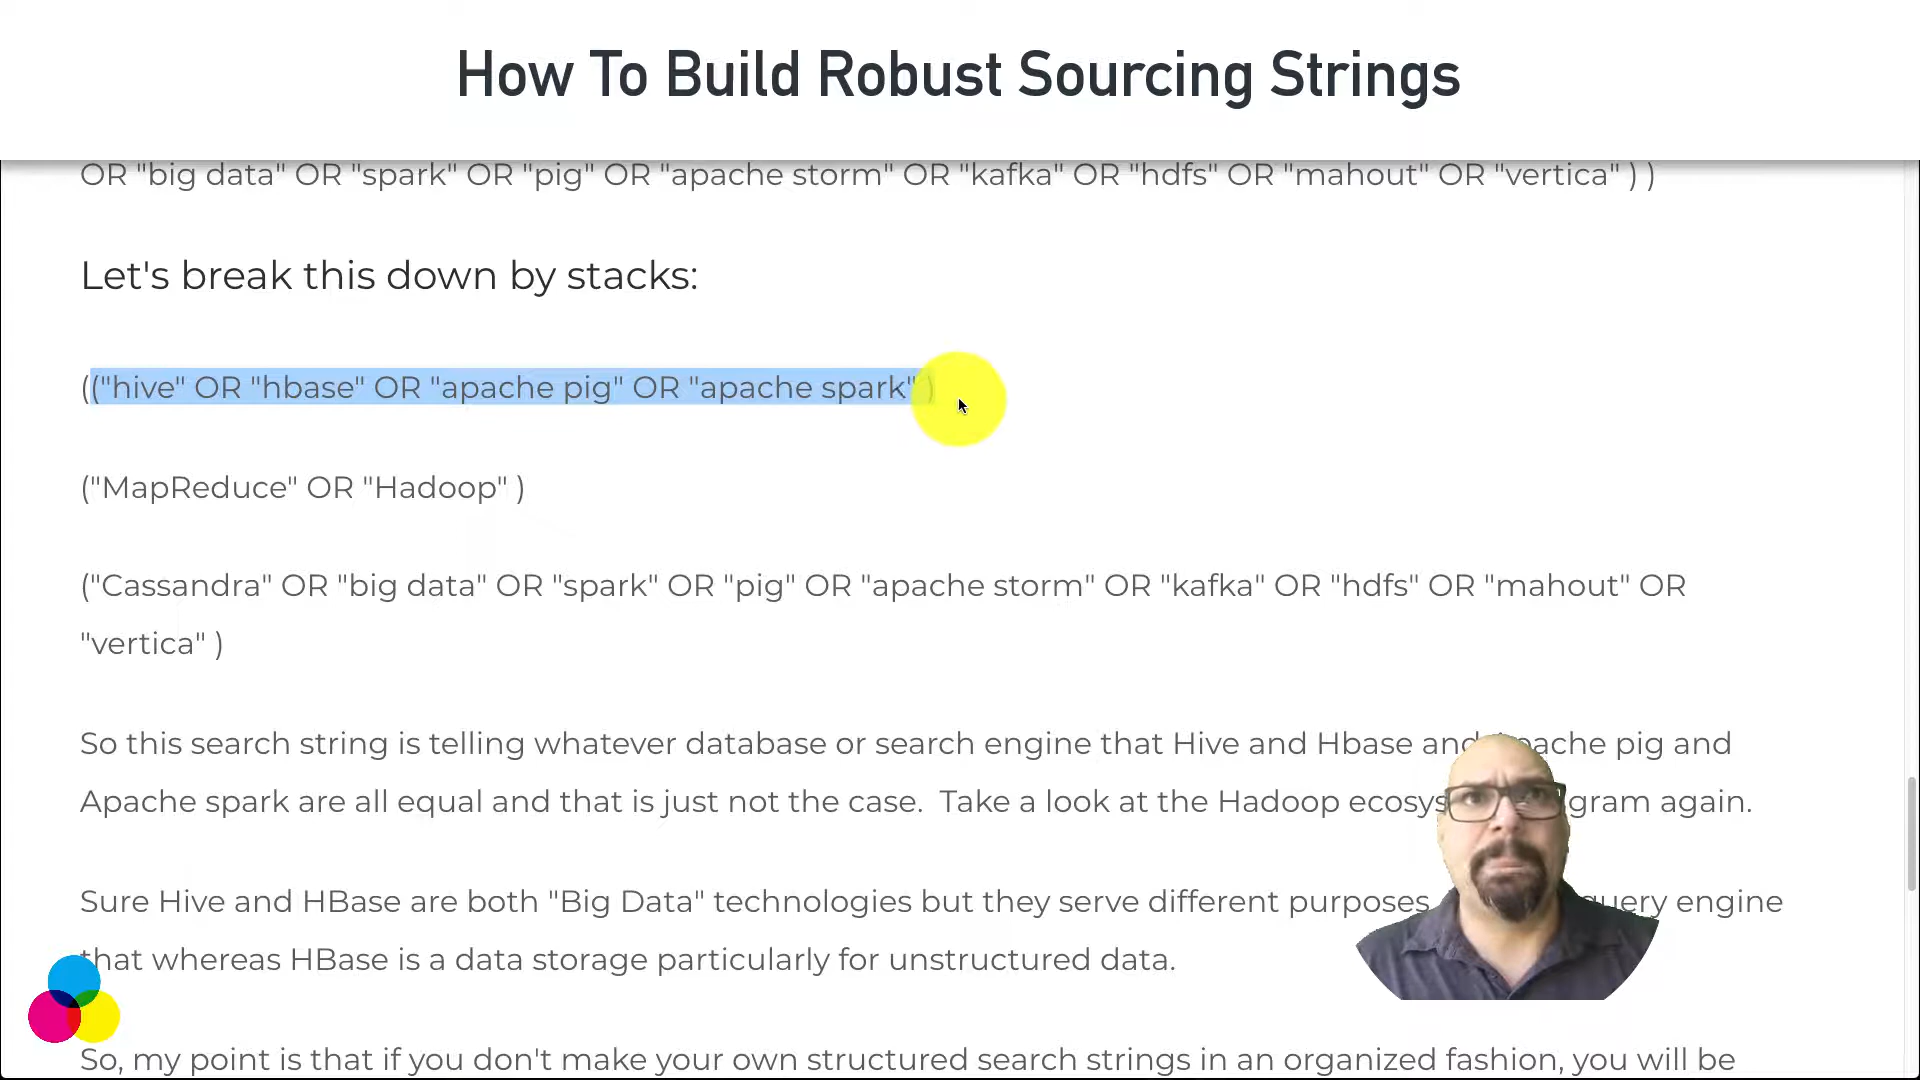 How To Build Robust Sourcing Strings
OR "big data" OR "spark" OR "pig" OR "apache storm" OR "kafka" OR "hdfs" OR "mahout" OR "vertica" ) )
Let's break this down by stacks:
(("hive" OR "hbase" OR "apache pig" OR "apache spark" )
("MapReduce" OR "Hadoop" )
("Cassandra" OR "big data" OR "spark" OR "pig" OR "apache storm" OR "kafka" OR "hdfs" OR "mahout" OR
"vertica" )
So this search string is telling whatever database or search engine that Hive and Hbase and Apache pig and
Apache spark are all equal and that is just not the case.  Take a look at the Hadoop again.
Sure Hive and HBase are both "Big Data" technologies but they serve different purposes query engine
that whereas HBase is a data storage particularly for unstructured data.
So, my point is that if you don't make your own structured search strings in an organized fashion, you will be